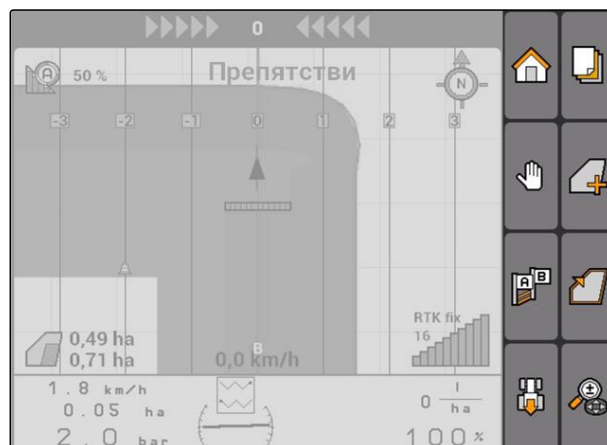 0
50 %
Препятстви
N
-3 -2 -1 0 1 2 3
A
A B
RTK fix
16
0,49 ha
0,71 ha
0,0 km/h
B
1.8 km/h
0.05 ha
2.0 bar
0 l/ha
100 %